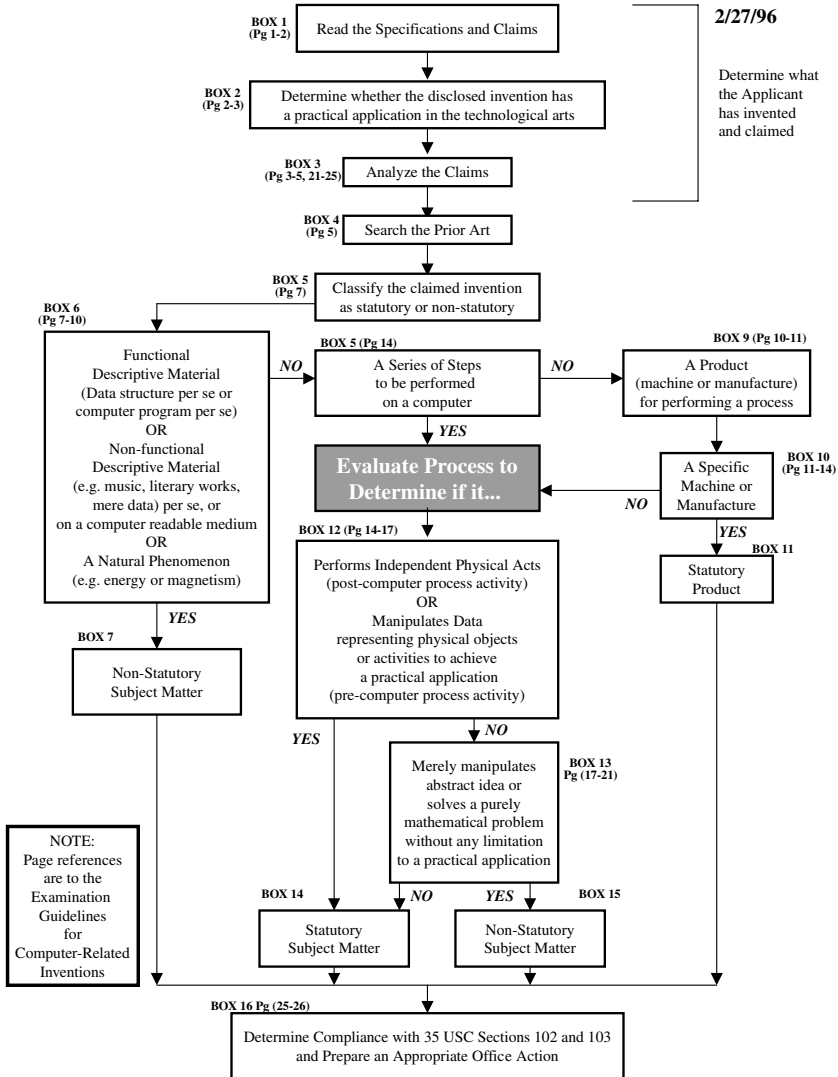 2/27/96
BOX 1
(Pg 1-2)
Read the Specifications and Claims
BOX 2
(Pg 2-3)
Determine whether the disclosed invention has
a practical application in the technological arts
Determine what
the Applicant
has invented
and claimed
BOX 3
(Pg 3-5, 21-25)
Analyze the Claims
BOX 4
(Pg 5)
Search the Prior Art
BOX 5
(Pg 7)
Classify the claimed invention
as statutory or non-statutory
BOX 6
(Pg 7-10)
Functional
Descriptive Material
(Data structure per se or
computer program per se)
OR
Non-functional
Descriptive Material
(e.g. music, literary works,
mere data) per se, or
on a computer readable medium
OR
A Natural Phenomenon
(e.g. energy or magnetism)
NO
BOX 5 (Pg 14)
A Series of Steps
to be performed
on a computer
NO
BOX 9 (Pg 10-11)
A Product
(machine or manufacture)
for performing a process
YES
Evaluate Process to
Determine if it...
NO
BOX 10
(Pg 11-14)
A Specific
Machine or
Manufacture
YES
BOX 11
Statutory
Product
BOX 12 (Pg 14-17)
Performs Independent Physical Acts
(post-computer process activity)
OR
Manipulates Data
representing physical objects
or activities to achieve
a practical application
(pre-computer process activity)
YES
BOX 7
Non-Statutory
Subject Matter
YES
NO
BOX 13
Pg (17-21)
Merely manipulates
abstract idea or
solves a purely
mathematical problem
without any limitation
to a practical application
NOTE:
Page references
are to the
Examination
Guidelines
for
Computer-Related
Inventions
BOX 14
NO
YES
BOX 15
Statutory
Subject Matter
Non-Statutory
Subject Matter
BOX 16 Pg (25-26)
Determine Compliance with 35 USC Sections 102 and 103
and Prepare an Appropriate Office Action